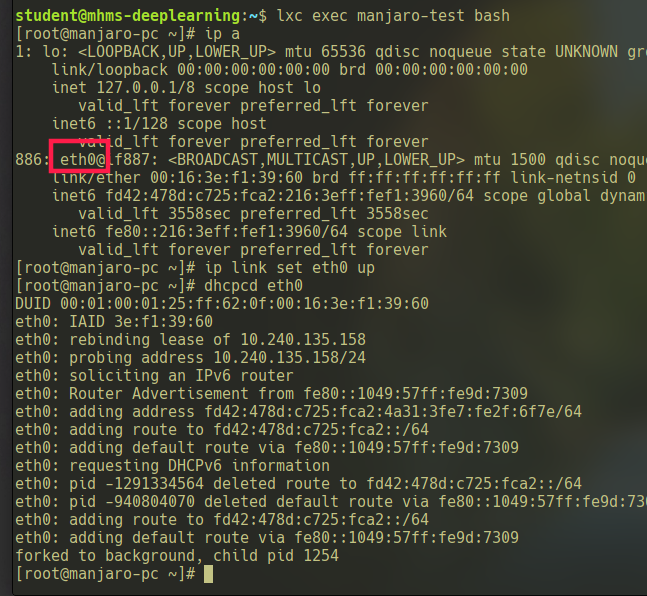 student@mhms-deeplearning:~$ lxc exec manjaro-test bash
[root@manjaro-pc ~]# ip a
1: lo: <LOOPBACK,UP,LOWER_UP> mtu 65536 qdisc noqueue state UNKNOWN gr
    link/loopback 00:00:00:00:00:00 brd 00:00:00:00:00:00
    inet 127.0.0.1/8 scope host lo
       valid_lft forever preferred_lft forever
    inet6 ::1/128 scope host
       valid_lft forever preferred_lft forever
886: eth0@if887: <BROADCAST,MULTICAST,UP,LOWER_UP> mtu 1500 qdisc noqu
    link/ether 00:16:3e:f1:39:60 brd ff:ff:ff:ff:ff:ff link-netnsid 0
    inet6 fd42:478d:c725:fca2:216:3eff:fef1:3960/64 scope global dynam
       valid_lft 3558sec preferred_lft 3558sec
    inet6 fe80::216:3eff:fef1:3960/64 scope link
       valid_lft forever preferred_lft forever
[root@manjaro-pc ~]# ip link set eth0 up
[root@manjaro-pc ~]# dhcpcd eth0
DUID 00:01:00:01:25:ff:62:0f:00:16:3e:f1:39:60
eth0: IAID 3e:f1:39:60
eth0: rebinding lease of 10.240.135.158
eth0: probing address 10.240.135.158/24
eth0: soliciting an IPv6 router
eth0: Router Advertisement from fe80::1049:57ff:fe9d:7309
eth0: adding address fd42:478d:c725:fca2:4a31:3fe7:fe2f:6f7e/64
eth0: adding route to fd42:478d:c725:fca2::/64
eth0: adding default route via fe80::1049:57ff:fe9d:7309
eth0: requesting DHCPv6 information
eth0: pid -1291334564 deleted route to fd42:478d:c725:fca2::/64
eth0: pid -940804070 deleted default route via fe80::1049:57ff:fe9d:73
eth0: adding route to fd42:478d:c725:fca2::/64
eth0: adding default route via fe80::1049:57ff:fe9d:7309
forked to background, child pid 1254
[root@manjaro-pc ~]#